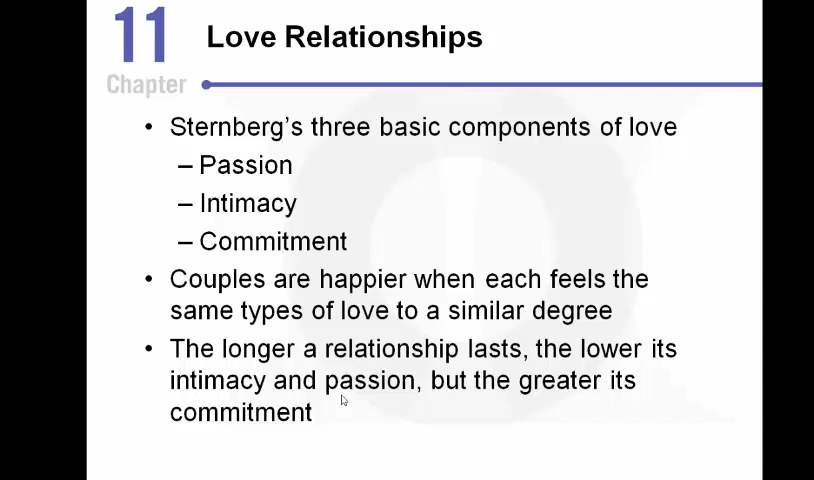 11
Chapter
Love Relationships
• Sternberg's three basic components of love
– Passion
– Intimacy
– Commitment
• Couples are happier when each feels the
same types of love to a similar degree
• The longer a relationship lasts, the lower its
intimacy and passion, but the greater its
commitment